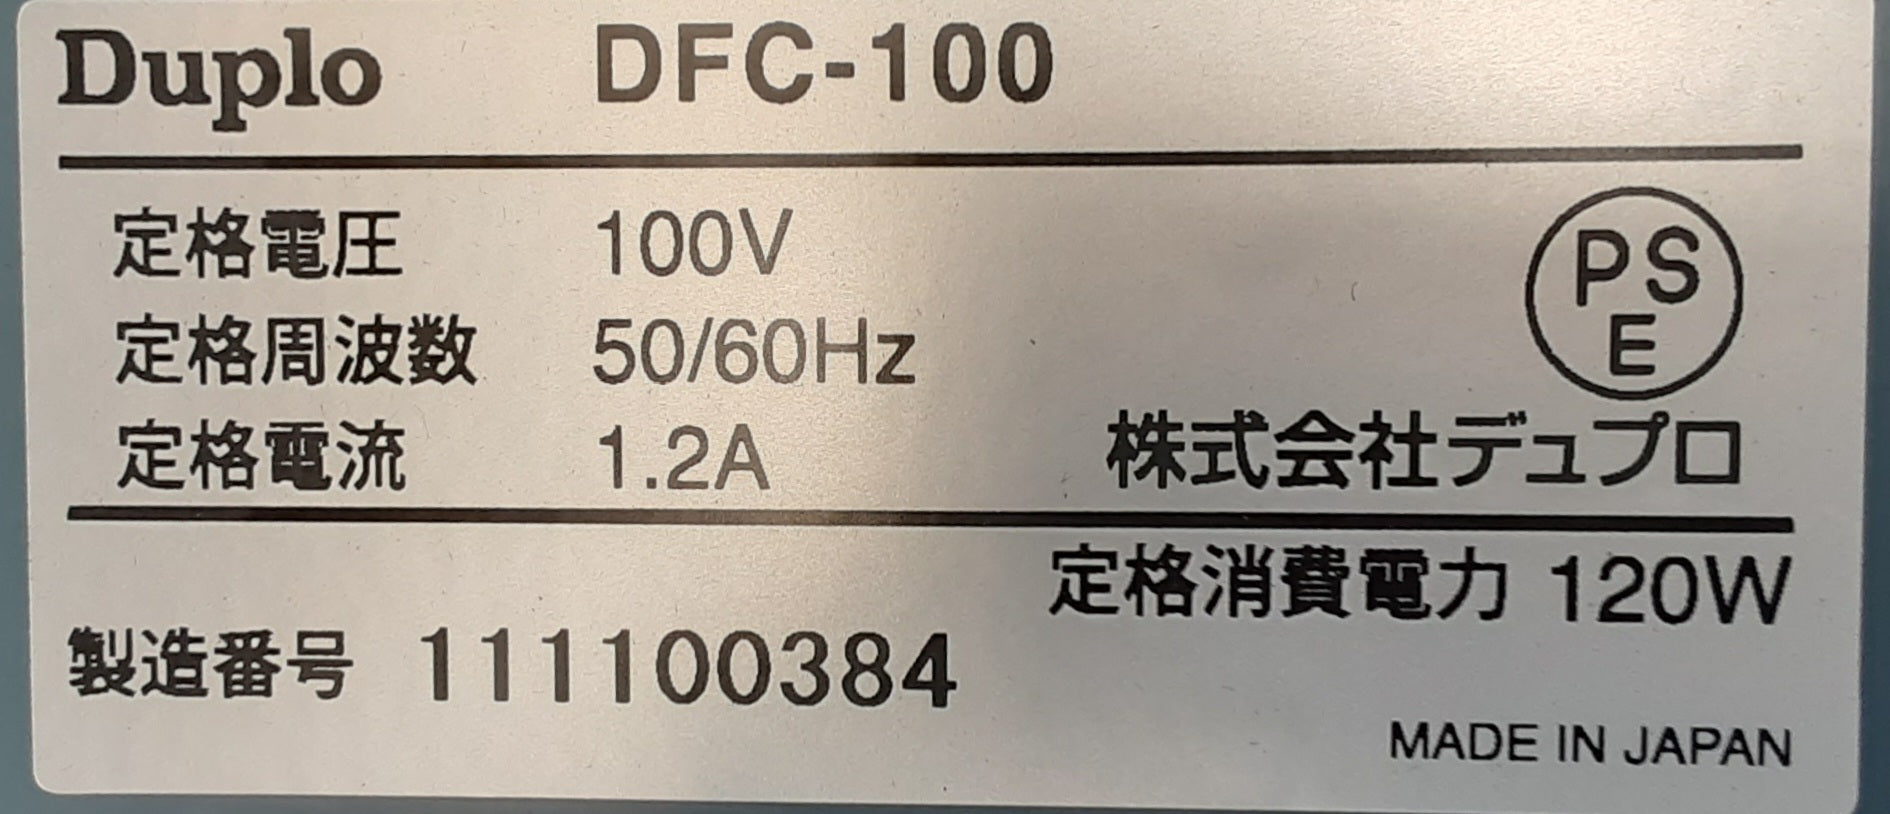 Duplo DFC-100
定格電圧 100V
定格周波数 50/60Hz
定格電流 1.2A
PS
E
株式会社デュプロ
定格消費電力 120W
製造番号 111100384
MADE IN JAPAN